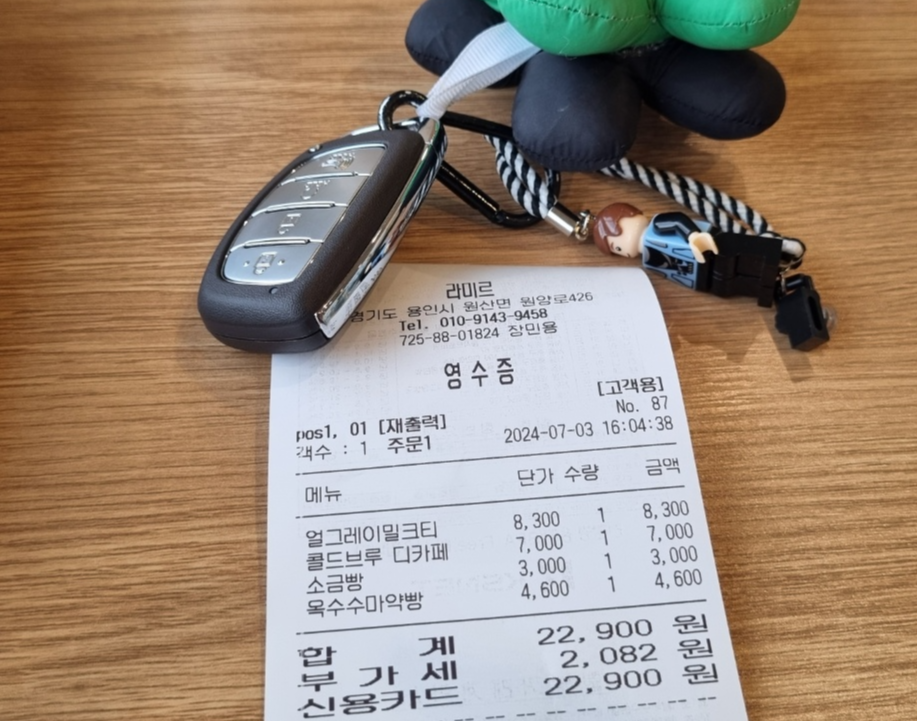 라미르
경기도 용인시 원산면 원양로426
Tel. 010-9143-9458
725-88-01824 장민용
영수증
[고객용]
pos1, 01 [재출력] No. 87
객수 : 1 주문1 2024-07-03 16:04:38
메뉴 단가 수량 금액
얼그레이밀크티 8,300 1 8,300
콜드브루 디카페 7,000 1 7,000
소금빵 3,000 1 3,000
옥수수마약빵 4,600 1 4,600
합 계 22,900 원
부 가 세 2,082 원
신용카드 22,900 원